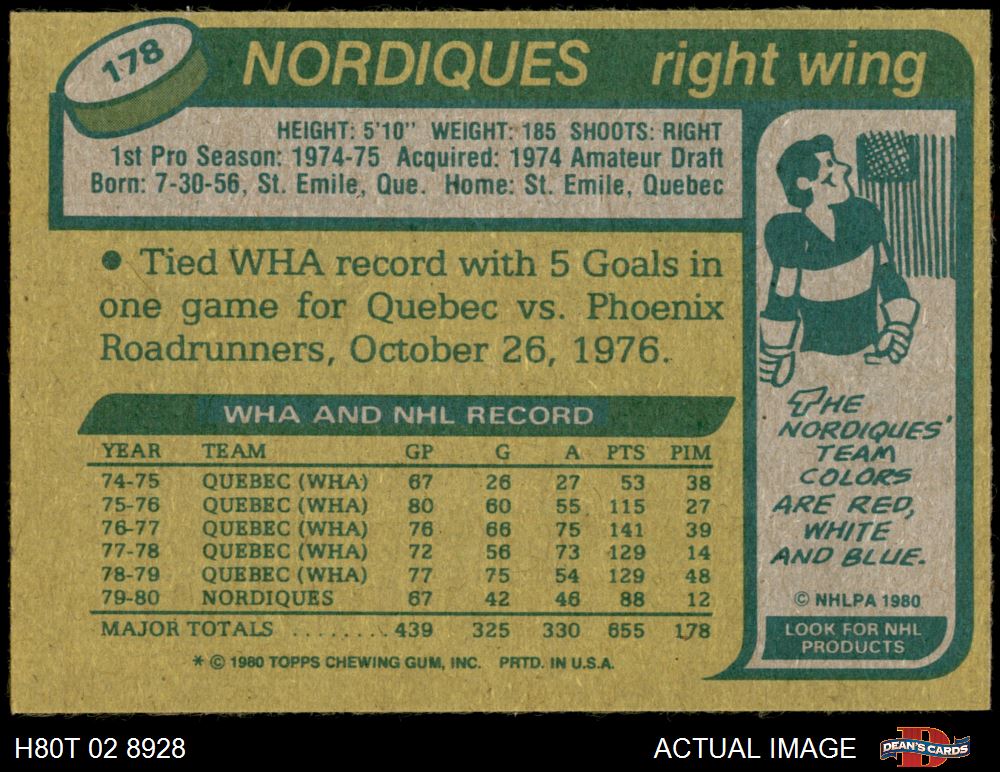 178
NORDIQUES right wing
HEIGHT: 5'10" WEIGHT: 185 SHOOTS: RIGHT
1st Pro Season: 1974-75 Acquired: 1974 Amateur Draft
Born: 7-30-56, St. Emile, Que. Home: St. Emile, Quebec
● Tied WHA record with 5 Goals in
one game for Quebec vs. Phoenix
Roadrunners, October 26, 1976.
WHA AND NHL RECORD
YEAR TEAM GP G A PTS PIM
74-75 QUEBEC (WHA) 67 26 27 53 38
75-76 QUEBEC (WHA) 80 60 55 115 27
76-77 QUEBEC (WHA) 76 66 75 141 39
77-78 QUEBEC (WHA) 72 56 73 129 14
78-79 QUEBEC (WHA) 77 75 54 129 48
79-80 NORDIQUES 67 42 46 88 12
MAJOR TOTALS ........ 439 325 330 655 178
* © 1980 TOPPS CHEWING GUM, INC. PRTD. IN U.S.A.
THE
NORDIQUES'
TEAM
COLORS
ARE RED,
WHITE
AND BLUE.
© NHLPA 1980
LOOK FOR NHL
PRODUCTS
H80T 02 8928
ACTUAL IMAGE
D
DEAN'S CARDS